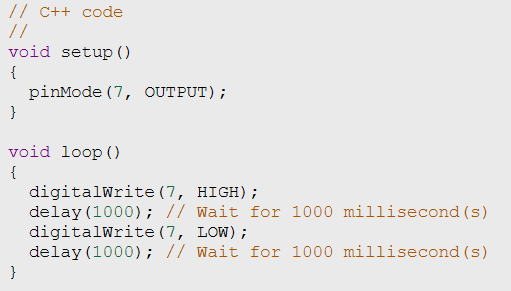 // C++ code
//
void setup()
{
  pinMode(7, OUTPUT);
}

void loop()
{
  digitalWrite(7, HIGH);
  delay(1000); // Wait for 1000 millisecond(s)
  digitalWrite(7, LOW);
  delay(1000); // Wait for 1000 millisecond(s)
}